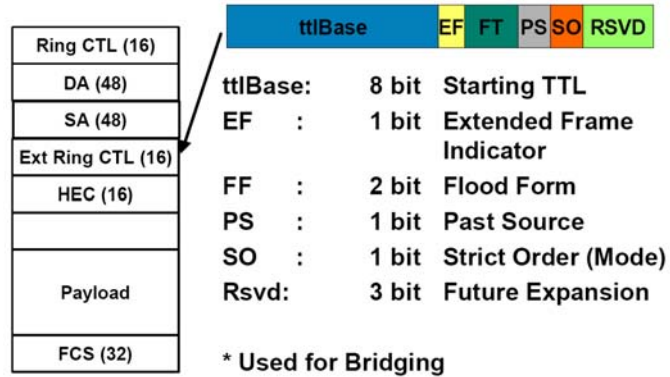 ttlBase EF FT PS SO RSVD
Ring CTL (16)
DA (48)
SA (48)
Ext Ring CTL (16)
HEC (16)
Payload
FCS (32)
ttlBase: 8 bit Starting TTL
EF : 1 bit Extended Frame
Indicator
FF : 2 bit Flood Form
PS : 1 bit Past Source
SO : 1 bit Strict Order (Mode)
Rsvd: 3 bit Future Expansion
* Used for Bridging